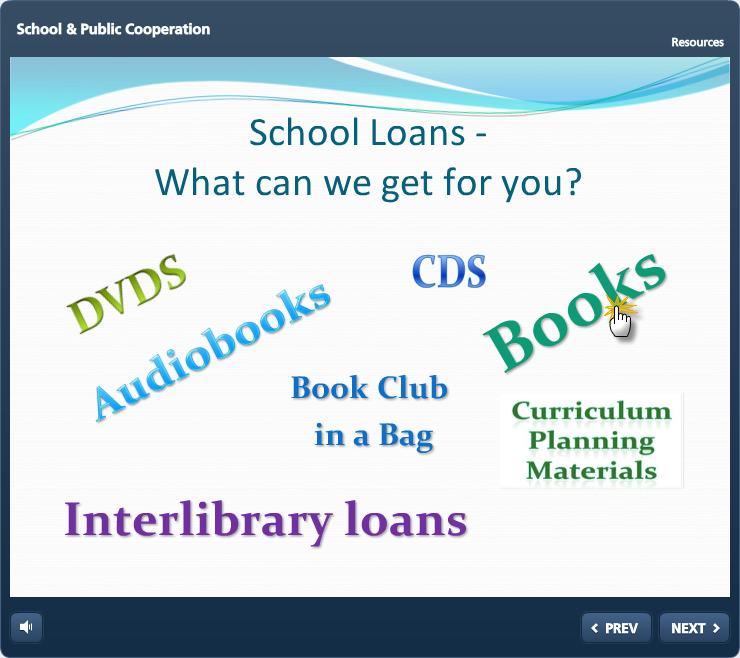 School & Public Cooperation
Resources
School Loans -
What can we get for you?
DVDS
CDS
Books
Audiobooks
Book Club
in a Bag
Curriculum
Planning
Materials
Interlibrary loans
PREV
NEXT